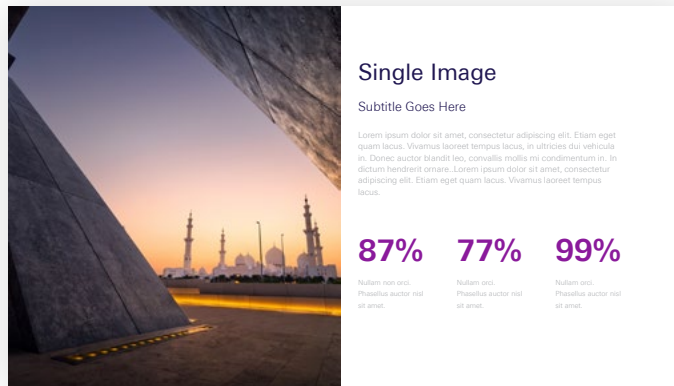 Single Image
Subtitle Goes Here
Lorem ipsum dolor sit amet, consectetur adipiscing elit. Etiam eget
quam lacus. Vivamus laoreet tempus lacus, in ultricies dui vehicula
in. Donec auctor blandit leo, convallis mollis mi condimentum in. In
dictum hendrerit ornare. Lorem ipsum dolor sit amet, consectetur
adipiscing elit. Etiam eget quam lacus. Vivamus laoreet tempus
lacus.
87% 77% 99%
Nullam non orci. Nullam orci. Nullam orci.
Phasellus auctor nisl Phasellus auctor nisl Phasellus auctor nisl
sit amet. sit amet. sit amet.